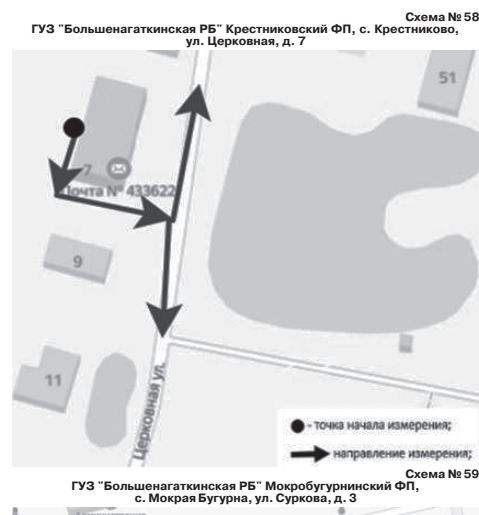 Схема № 58
ГУЗ "Большенагаткинская РБ" Крестниковский ФП, с. Крестниково,
ул. Церковная, д. 7
51
7
Почта № 433622
9
11
Церковная ул.
- точка начала измерения;
направление измерения;
Схема № 59
ГУЗ "Большенагаткинская РБ" Мокробугурнинский ФП,
с. Мокрая Бугурна, ул. Суркова, д. 3